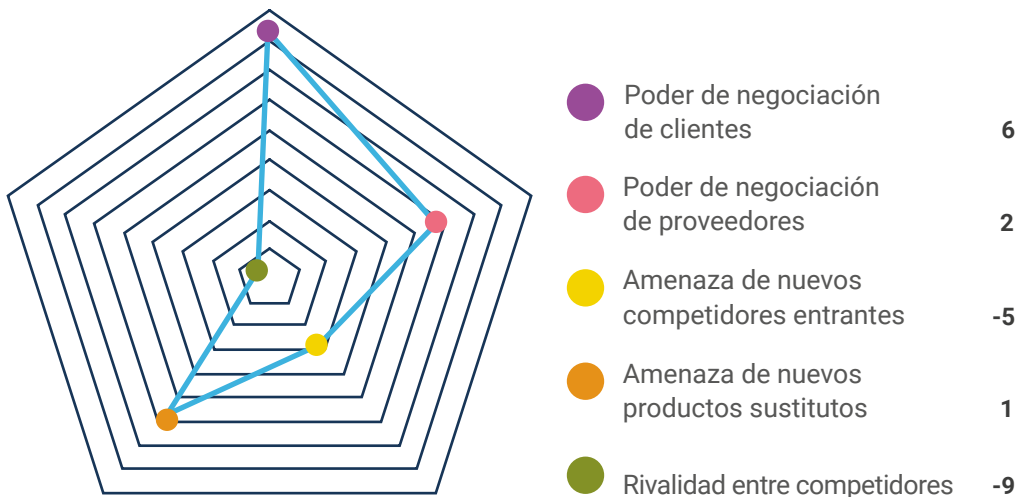 Poder de negociación
de clientes 6
Poder de negociación
de proveedores 2
Amenaza de nuevos
competidores entrantes -5
Amenaza de nuevos
productos sustitutos 1
Rivalidad entre competidores -9